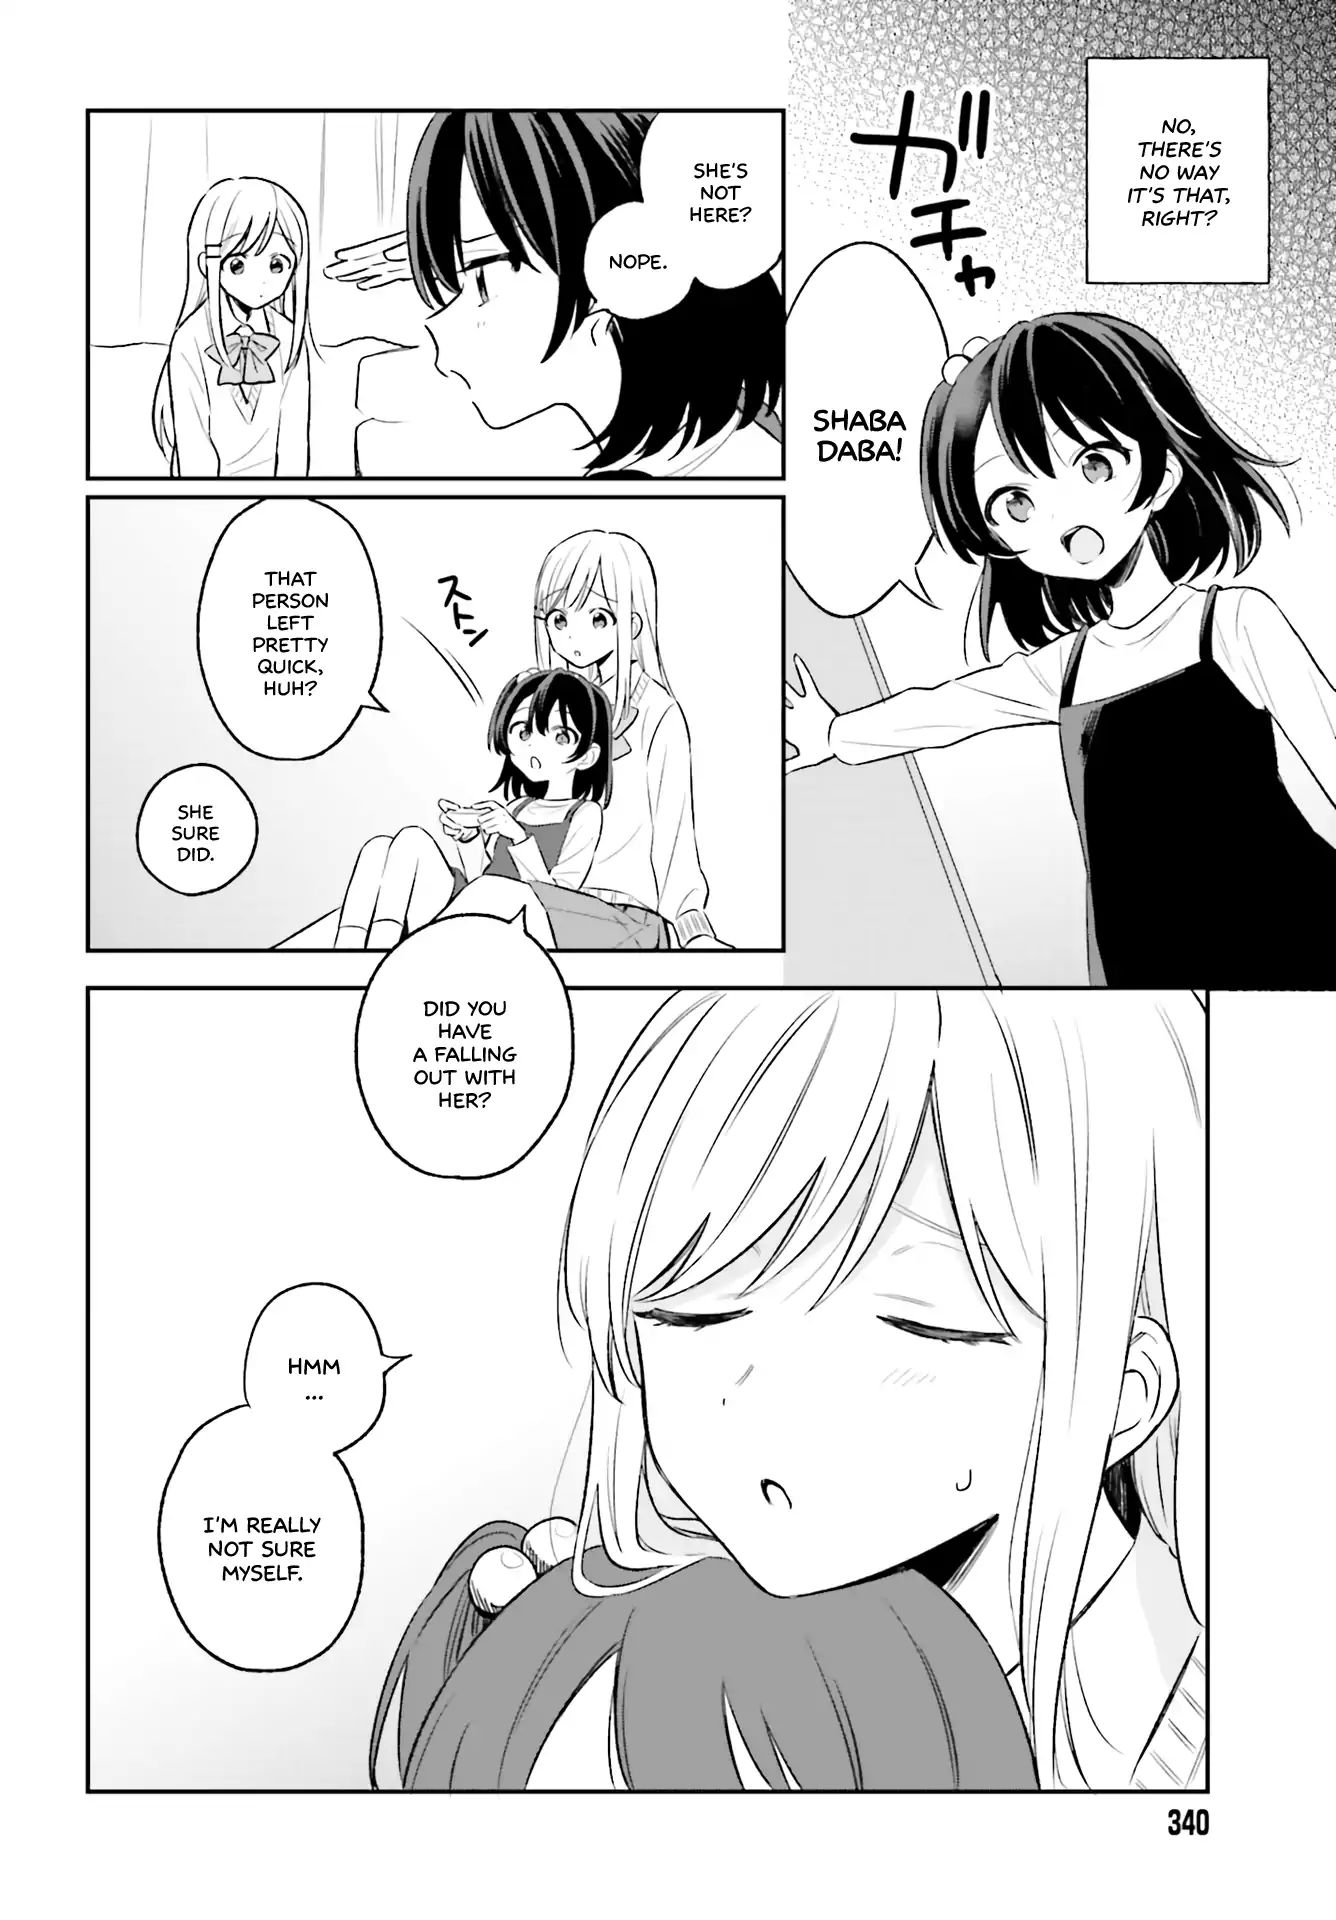 NO,
THERE'S
NO WAY
IT'S THAT,
RIGHT?
ガチャ
SHABA
DABA!
SHE'S
NOT
HERE?
NOPE.
THAT
PERSON
LEFT
PRETTY
QUICK,
HUH?
ストン
SHE
SURE
DID.
DID YOU
HAVE
A FALLING
OUT WITH
HER?
HMM
...
I'M REALLY
NOT SURE
MYSELF.
340